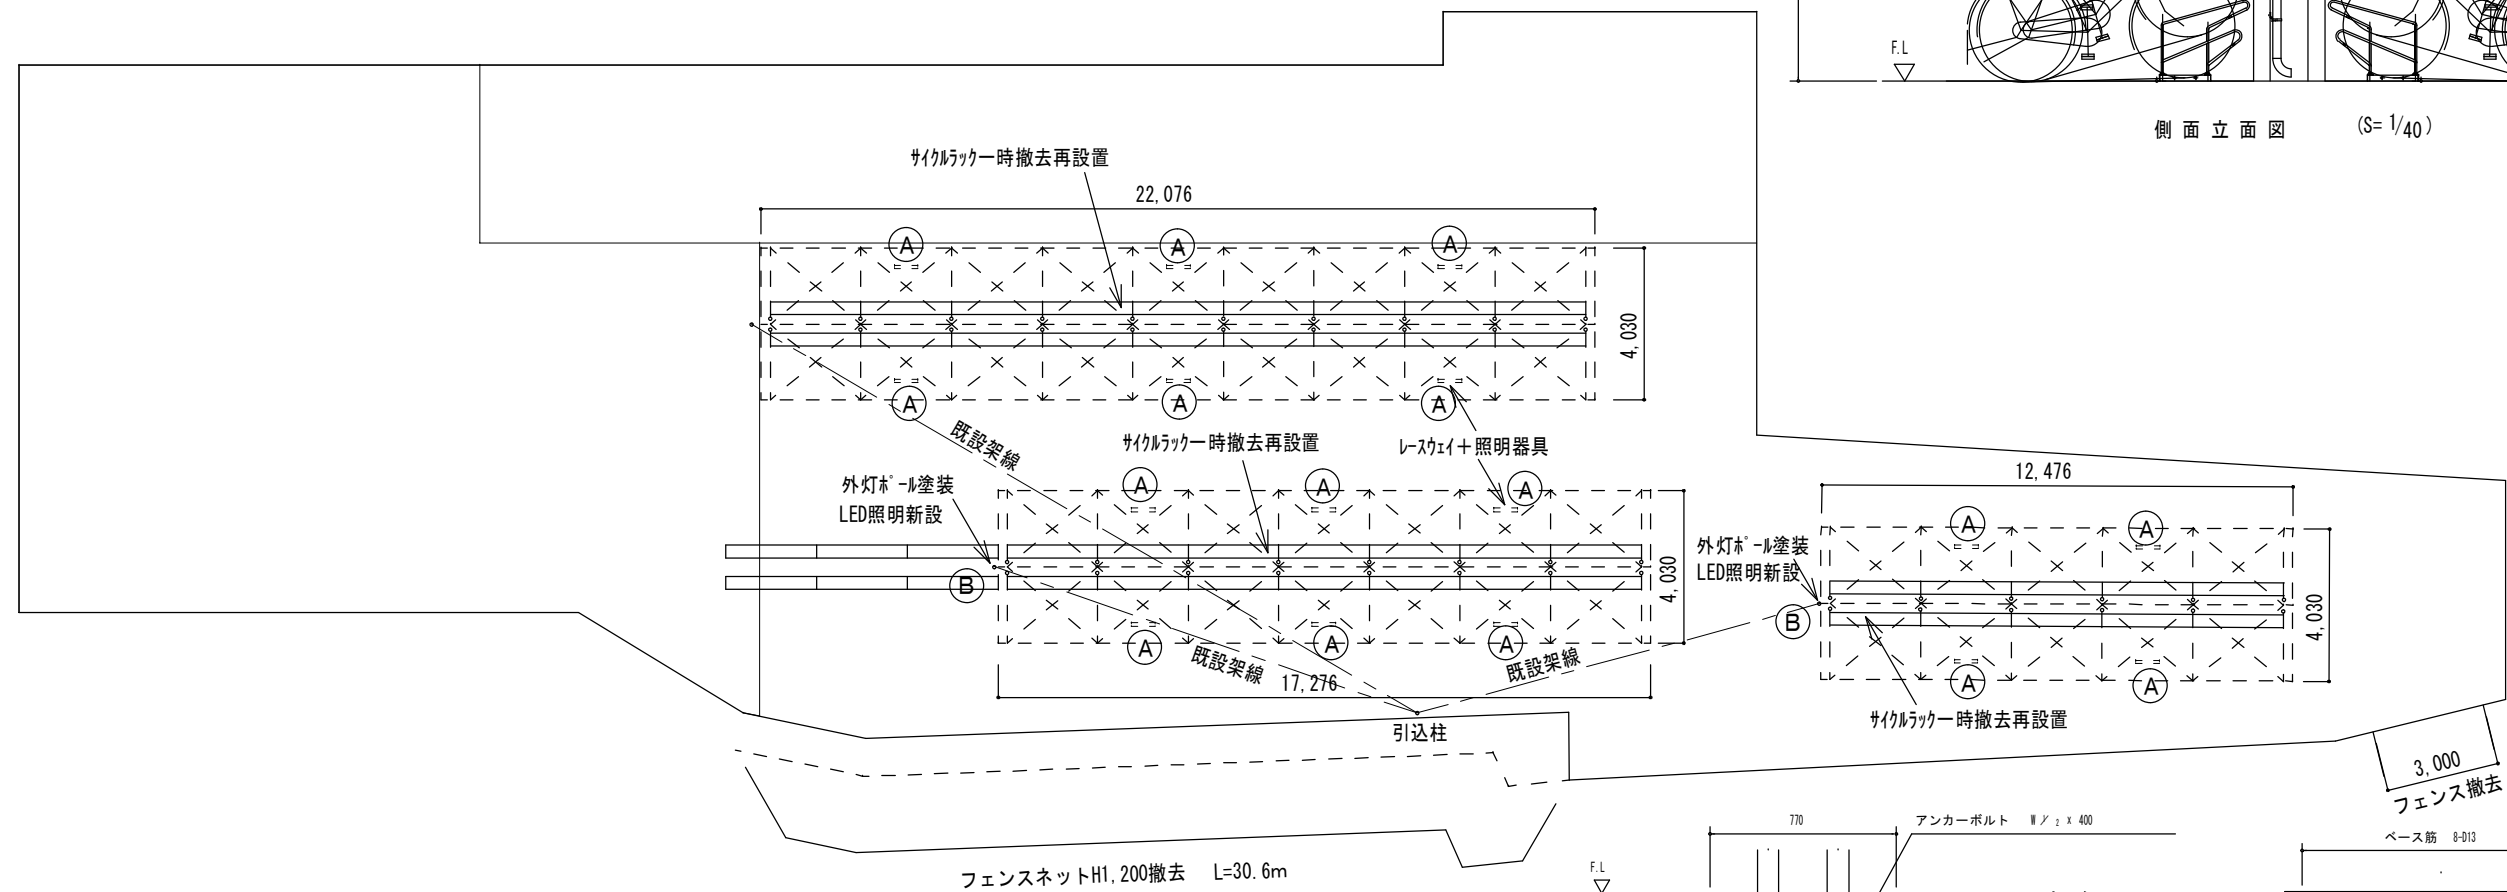 F.L
側面立面図 (S= 1/40)
サイクルラック一時撤去再設置
22,076
A
A
A
4,030
A
A
A
既設架線
サイクルラック一時撤去再設置
レースウェイ+照明器具
外灯ポール塗装
LED照明新設
A
A
A
12,476
A
A
外灯ポール塗装
LED照明新設
B
4,030
B
4,030
A
A
A
既設架線
既設架線
17,276
A
A
引込柱
サイクルラック一時撤去再設置
3,000
フェンス撤去
フェンスネットH1,200撤去 L=30.6m
770
アンカーボルト W1/2 x 400
F.L
ベース筋 8-D13